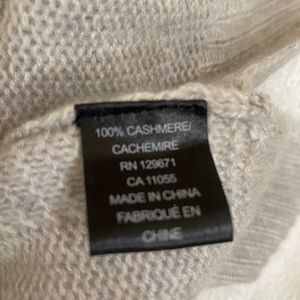 100% CASHMERE/
CACHEMIRE
RN 129671
CA 11055
MADE IN CHINA
FABRIQUÉ EN
CHINE